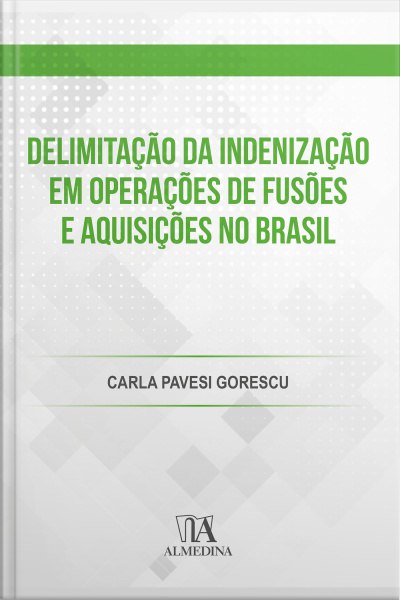 DELIMITAÇÃO DA INDENIZAÇÃO
EM OPERAÇÕES DE FUSÕES
E AQUISIÇÕES NO BRASIL
CARLA PAVESI GORESCU
ALMEDINA